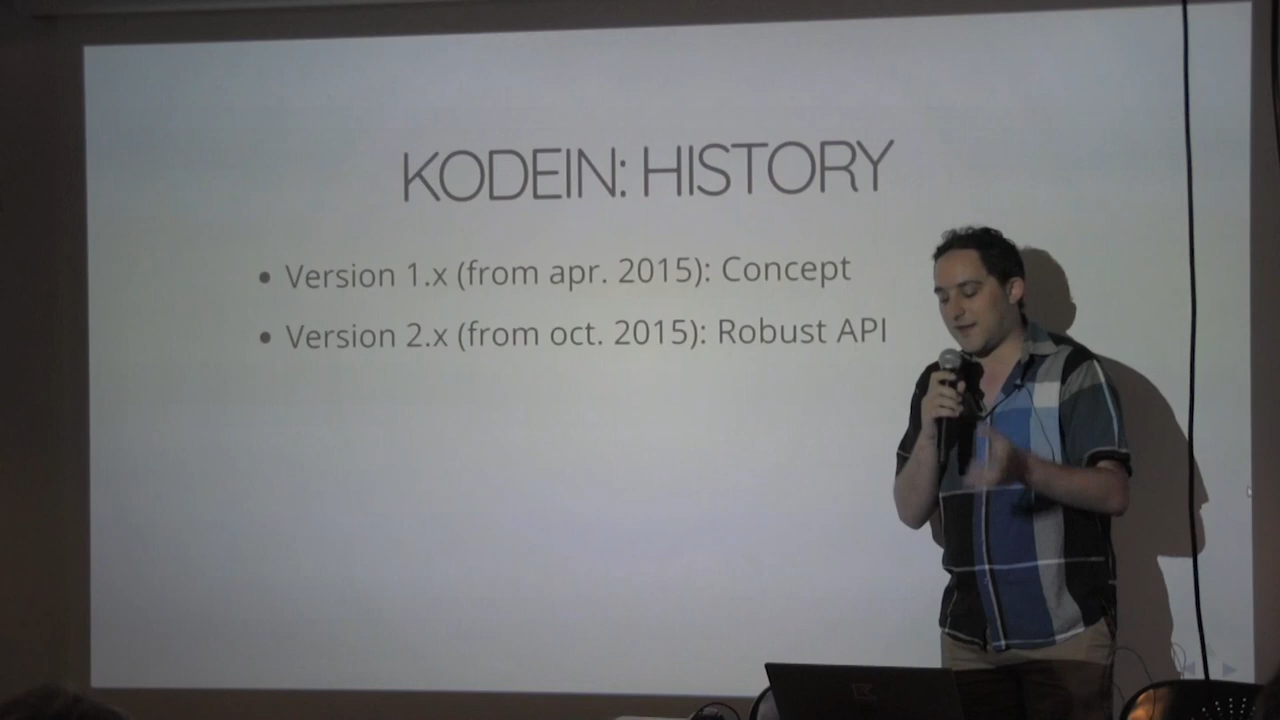 KODEIN: HISTORY
• Version 1.x (from apr. 2015): Concept
• Version 2.x (from oct. 2015): Robust API